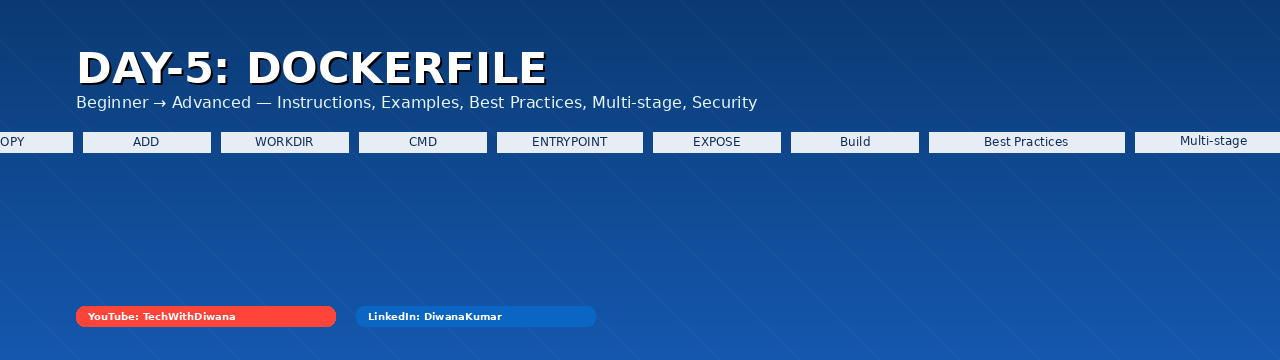 DAY-5: DOCKERFILE
Beginner → Advanced — Instructions, Examples, Best Practices, Multi-stage, Security
OPY ADD WORKDIR CMD ENTRYPOINT EXPOSE Build Best Practices Multi-stage
YouTube: TechWithDiwana LinkedIn: DiwanaKumar